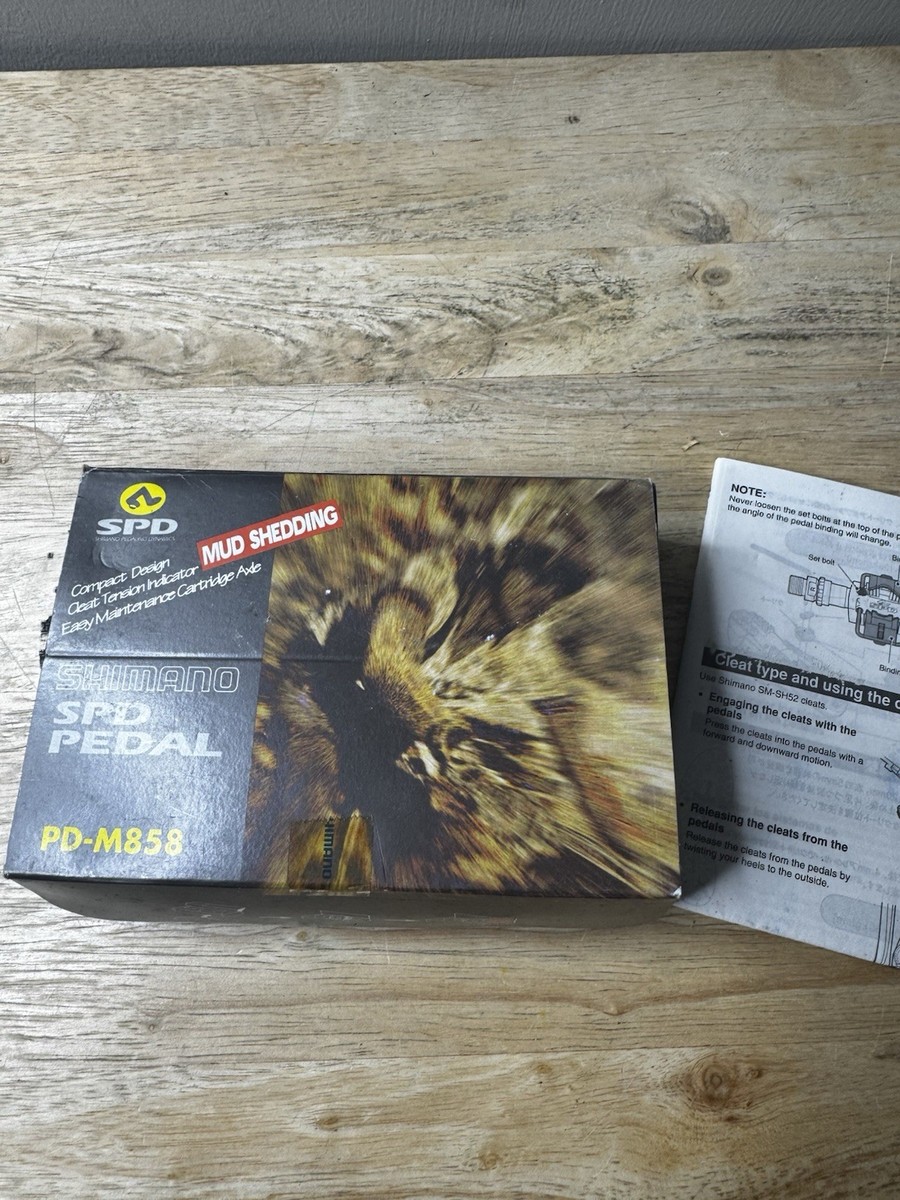 SPD
SHIMANO PEDALING DYNAMICS
MUD SHEDDING
Compact Design
Cleat Tension Indicator
Easy Maintenance Cartridge Axle
SHIMANO
SPD
PEDAL
PD-M858
SHIMANO
NOTE:
Never loosen the set bolts at the top of the
the angle of the pedal binding will change.
Set bolt
Cleat type and using the
Use Shimano SM-SH52 cleats.
• Engaging the cleats with the
pedals
Press the cleats into the pedals with a
forward and downward motion.
• Releasing the cleats from the
pedals
Release the cleats from the pedals by
twisting your heels to the outside.